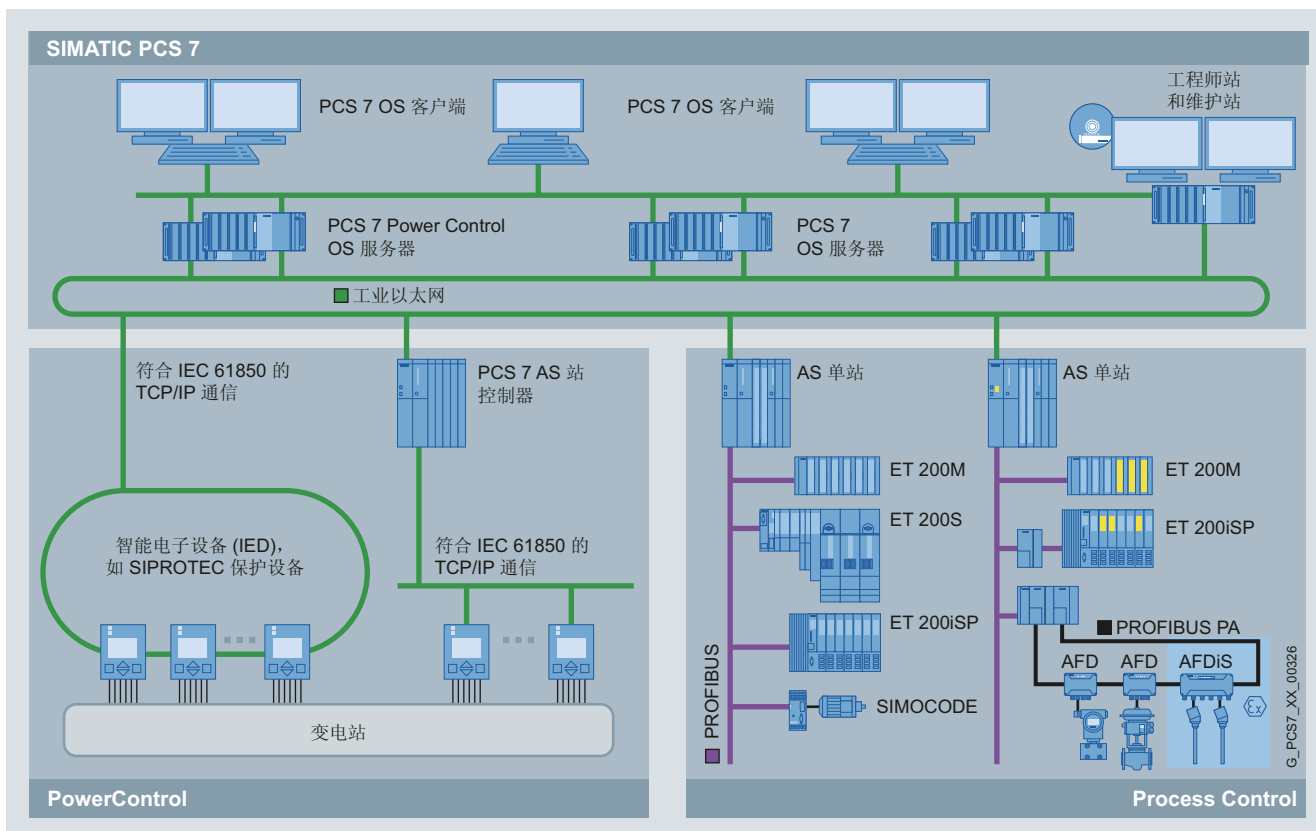 SIMATIC PCS 7
PCS 7 OS 客户端
PCS 7 OS 客户端
工程师站
和维护站
PCS 7 Power Control
OS 服务器
PCS 7
OS 服务器
工业以太网
符合 IEC 61850 的
TCP/IP 通信
PCS 7 AS 站
控制器
智能电子设备 (IED),
如 SIPROTEC 保护设备
符合 IEC 61850 的
TCP/IP 通信
变电站
PowerControl
AS 单站
AS 单站
ET 200M
ET 200S
ET 200iSP
SIMOCODE
PROFIBUS
ET 200M
ET 200iSP
PROFIBUS PA
AFD
AFD
AFDiS
εx
G_PCS7_XX_00326
Process Control